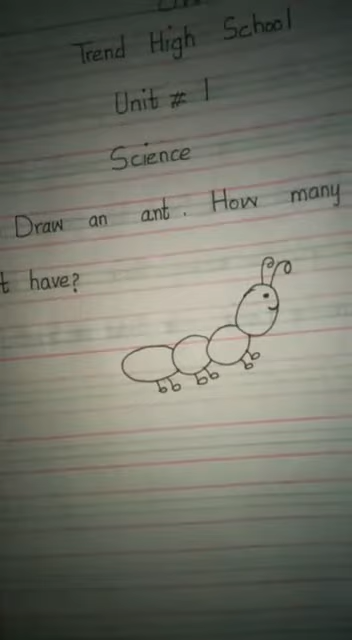 Trend High School
Unit # 1
Science
Draw an ant. How many
have?